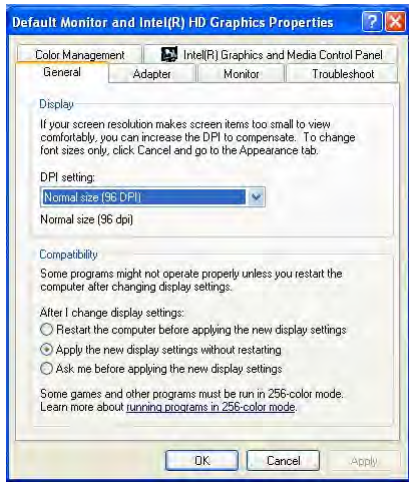 Default Monitor and Intel(R) HD Graphics Properties
Color Management
Intel(R) Graphics and Media Control Panel
General
Adapter
Monitor
Troubleshoot
Display
If your screen resolution makes screen items too small to view
comfortably, you can increase the DPI to compensate. To change
font sizes only, click Cancel and go to the Appearance tab.
DPI setting:
Normal size (96 DPI)
Normal size (96 dpi)
Compatibility
Some programs might not operate properly unless you restart the
computer after changing display settings.
After I change display settings:
Restart the computer before applying the new display settings
Apply the new display settings without restarting
Ask me before applying the new display settings
Some games and other programs must be run in 256-color mode.
Learn more about running programs in 256-color mode.
OK
Cancel
Apply